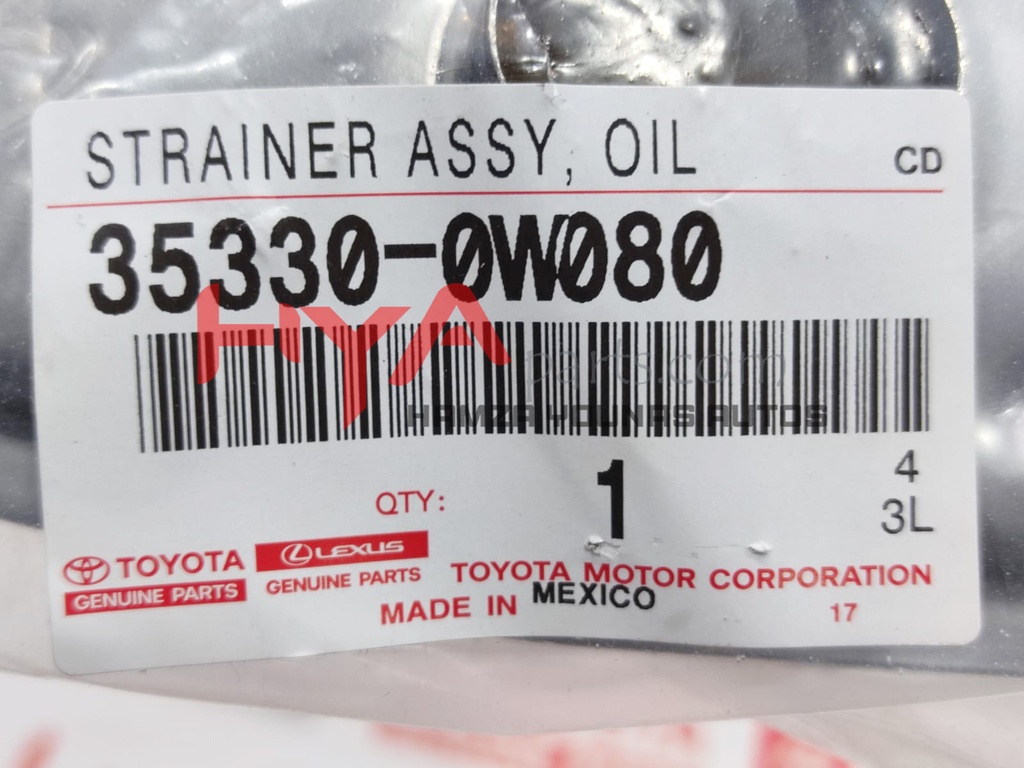 STRAINER ASSY, OIL
CD
35330-0W080
HYA
parts.com
HAMZA YOUNAS AUTOS
QTY:
1
4
3L
TOYOTA
GENUINE PARTS
LEXUS
GENUINE PARTS
TOYOTA MOTOR CORPORATION
MADE IN MEXICO
17